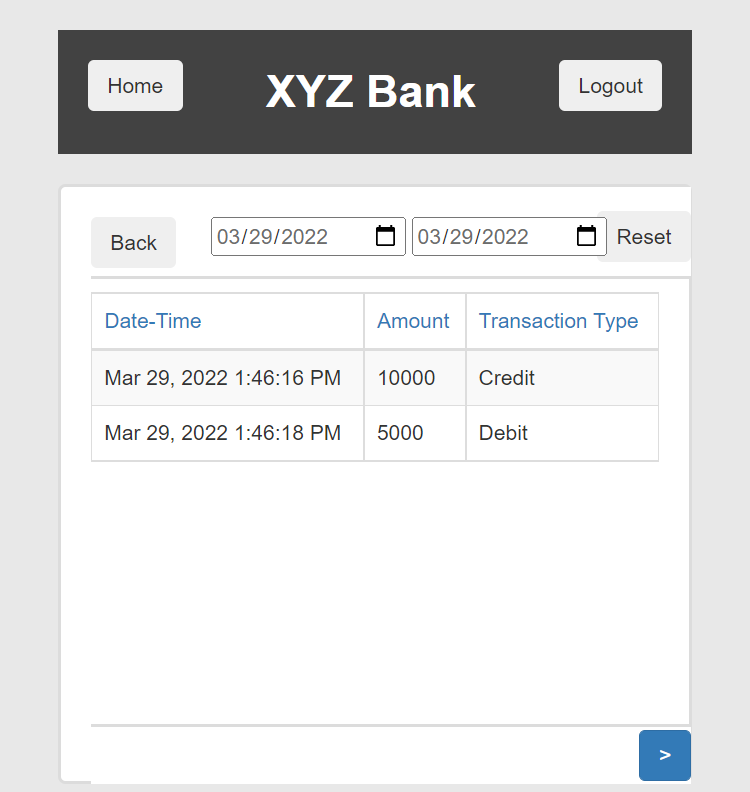 Home XYZ Bank Logout
Back 03/29/2022 03/29/2022 Reset
Date-Time Amount Transaction Type
Mar 29, 2022 1:46:16 PM 10000 Credit
Mar 29, 2022 1:46:18 PM 5000 Debit
>